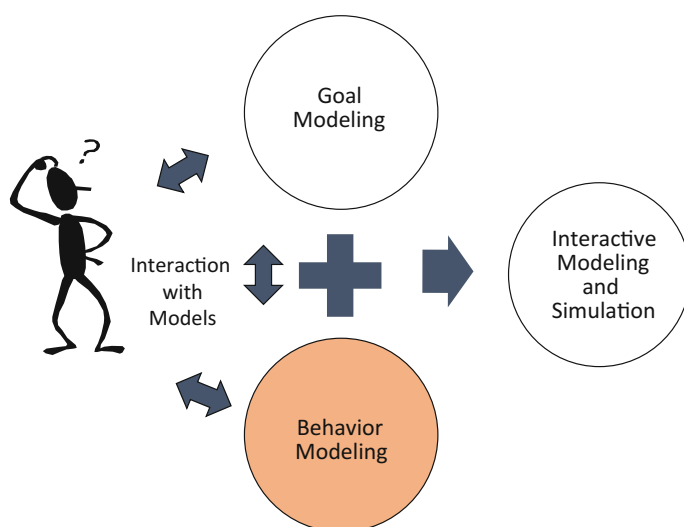 Goal
Modeling
?
Interaction
with
Models
Interactive
Modeling
and
Simulation
Behavior
Modeling